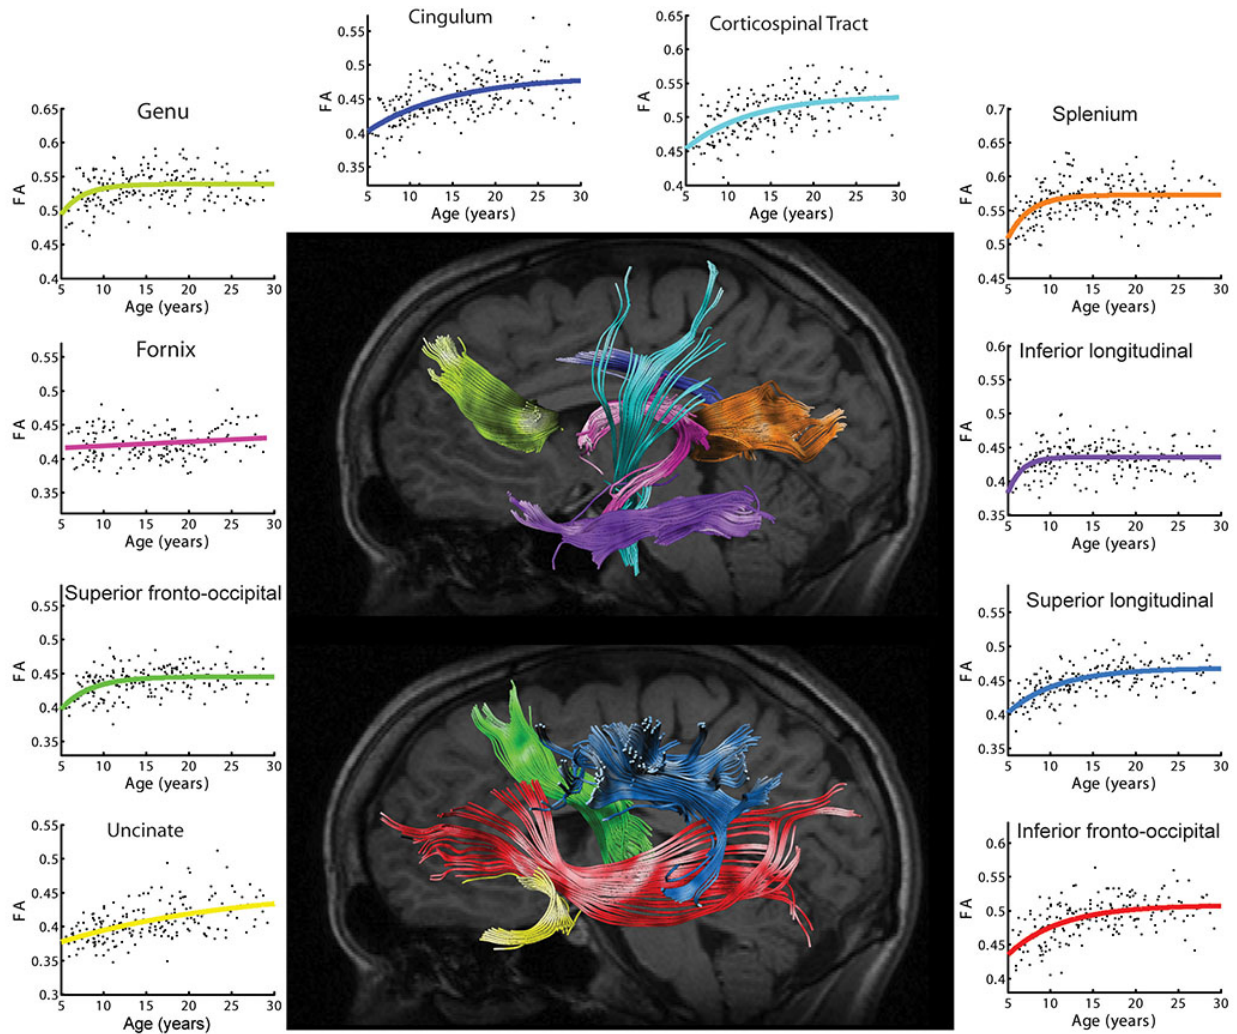 Cingulum
0.55
0.5
0.45
0.4
0.35
FA
5 10 15 20 25 30
Age (years)
Corticospinal Tract
0.65
0.6
0.55
0.5
0.45
0.4
FA
5 10 15 20 25 30
Age (years)
Genu
0.65
0.6
0.55
0.5
0.45
0.4
FA
5 10 15 20 25 30
Age (years)
Splenium
0.7
0.65
0.6
0.55
0.5
0.45
FA
5 10 15 20 25 30
Age (years)
Fornix
0.55
0.5
0.45
0.4
0.35
FA
5 10 15 20 25 30
Age (years)
Inferior longitudinal
0.6
0.55
0.5
0.45
0.4
0.35
FA
5 10 15 20 25 30
Age (years)
Superior fronto-occipital
0.55
0.5
0.45
0.4
0.35
FA
5 10 15 20 25 30
Age (years)
Superior longitudinal
0.55
0.5
0.45
0.4
0.35
FA
5 10 15 20 25 30
Age (years)
Uncinate
0.55
0.5
0.45
0.4
0.35
0.3
FA
5 10 15 20 25 30
Age (years)
Inferior fronto-occipital
0.6
0.55
0.5
0.45
0.4
FA
5 10 15 20 25 30
Age (years)